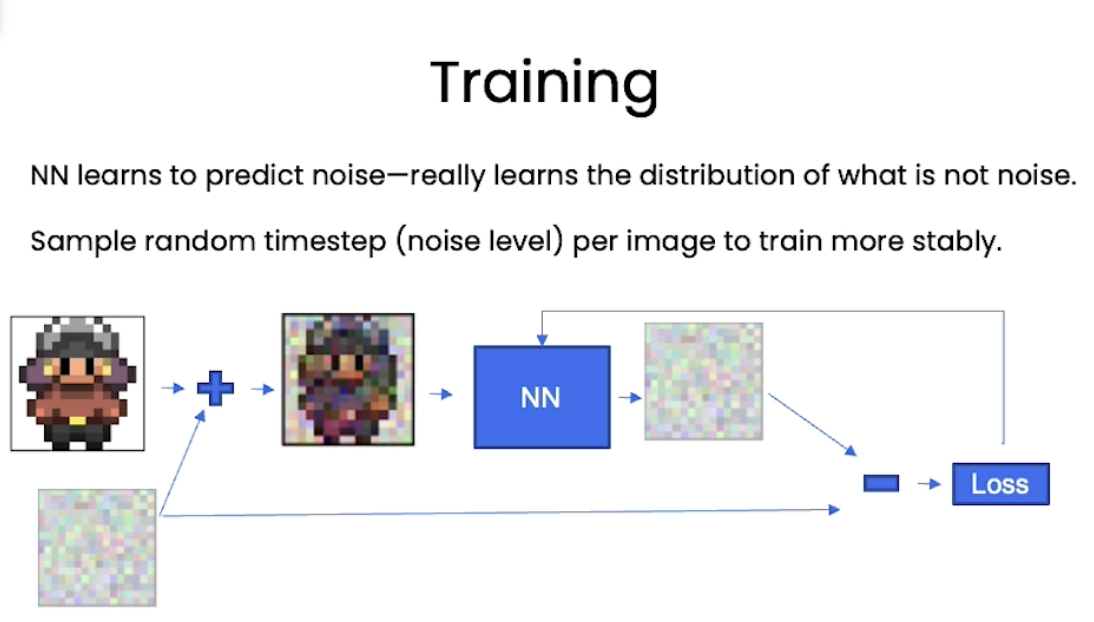 Training
NN learns to predict noise—really learns the distribution of what is not noise.
Sample random timestep (noise level) per image to train more stably.
NN
Loss